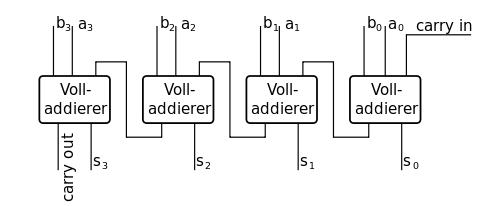 b₃ a₃ b₂ a₂ b₁ a₁ b₀ a₀ carry in
Voll-
addierer
Voll-
addierer
Voll-
addierer
Voll-
addierer
carry out
s₃ s₂ s₁ s₀